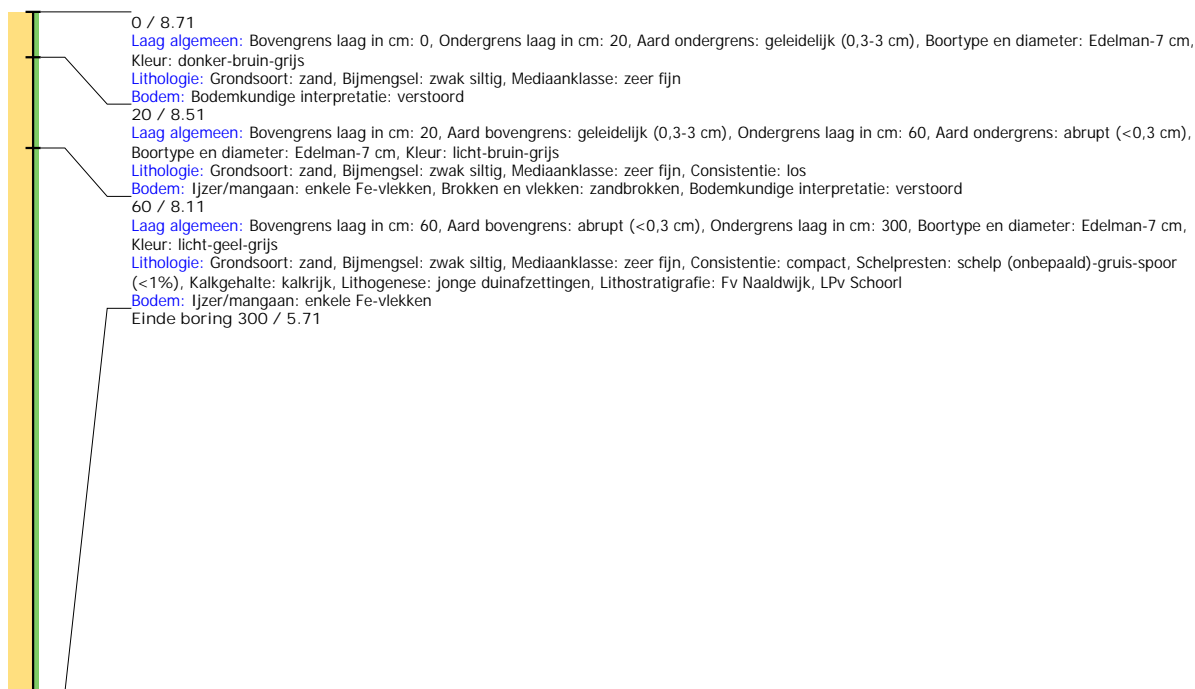 0 / 8.71
Laag algemeen: Bovengrens laag in cm: 0, Ondergrens laag in cm: 20, Aard ondergrens: geleidelijk (0,3-3 cm), Boortype en diameter: Edelman-7 cm,
Kleur: donker-bruin-grijs
Lithologie: Grondsoort: zand, Bijmengsel: zwak siltig, Mediaanklasse: zeer fijn
Bodem: Bodemkundige interpretatie: verstoord
20 / 8.51
Laag algemeen: Bovengrens laag in cm: 20, Aard bovengrens: geleidelijk (0,3-3 cm), Ondergrens laag in cm: 60, Aard ondergrens: abrupt (<0,3 cm),
Boortype en diameter: Edelman-7 cm, Kleur: licht-bruin-grijs
Lithologie: Grondsoort: zand, Bijmengsel: zwak siltig, Mediaanklasse: zeer fijn, Consistentie: los
Bodem: Ijzer/mangaan: enkele Fe-vlekken, Brokken en vlekken: zandbrokken, Bodemkundige interpretatie: verstoord
60 / 8.11
Laag algemeen: Bovengrens laag in cm: 60, Aard bovengrens: abrupt (<0,3 cm), Ondergrens laag in cm: 300, Boortype en diameter: Edelman-7 cm,
Kleur: licht-geel-grijs
Lithologie: Grondsoort: zand, Bijmengsel: zwak siltig, Mediaanklasse: zeer fijn, Consistentie: compact, Schelpresten: schelp (onbepaald)-gruis-spoor
(<1%), Kalkgehalte: kalkrijk, Lithogenese: jonge duinafzettingen, Lithostratigrafie: Fv Naaldwijk, LPv Schoorl
Bodem: Ijzer/mangaan: enkele Fe-vlekken
Einde boring 300 / 5.71